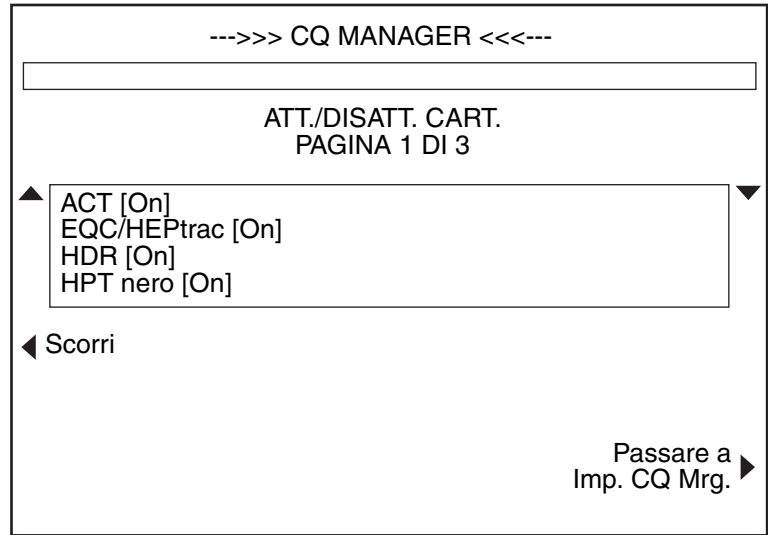 --->>> CQ MANAGER <<<---
ATT./DISATT. CART.
PAGINA 1 DI 3
ACT [On]
EQC/HEPtrac [On]
HDR [On]
HPT nero [On]
Scorri
Passare a
Imp. CQ Mrg.